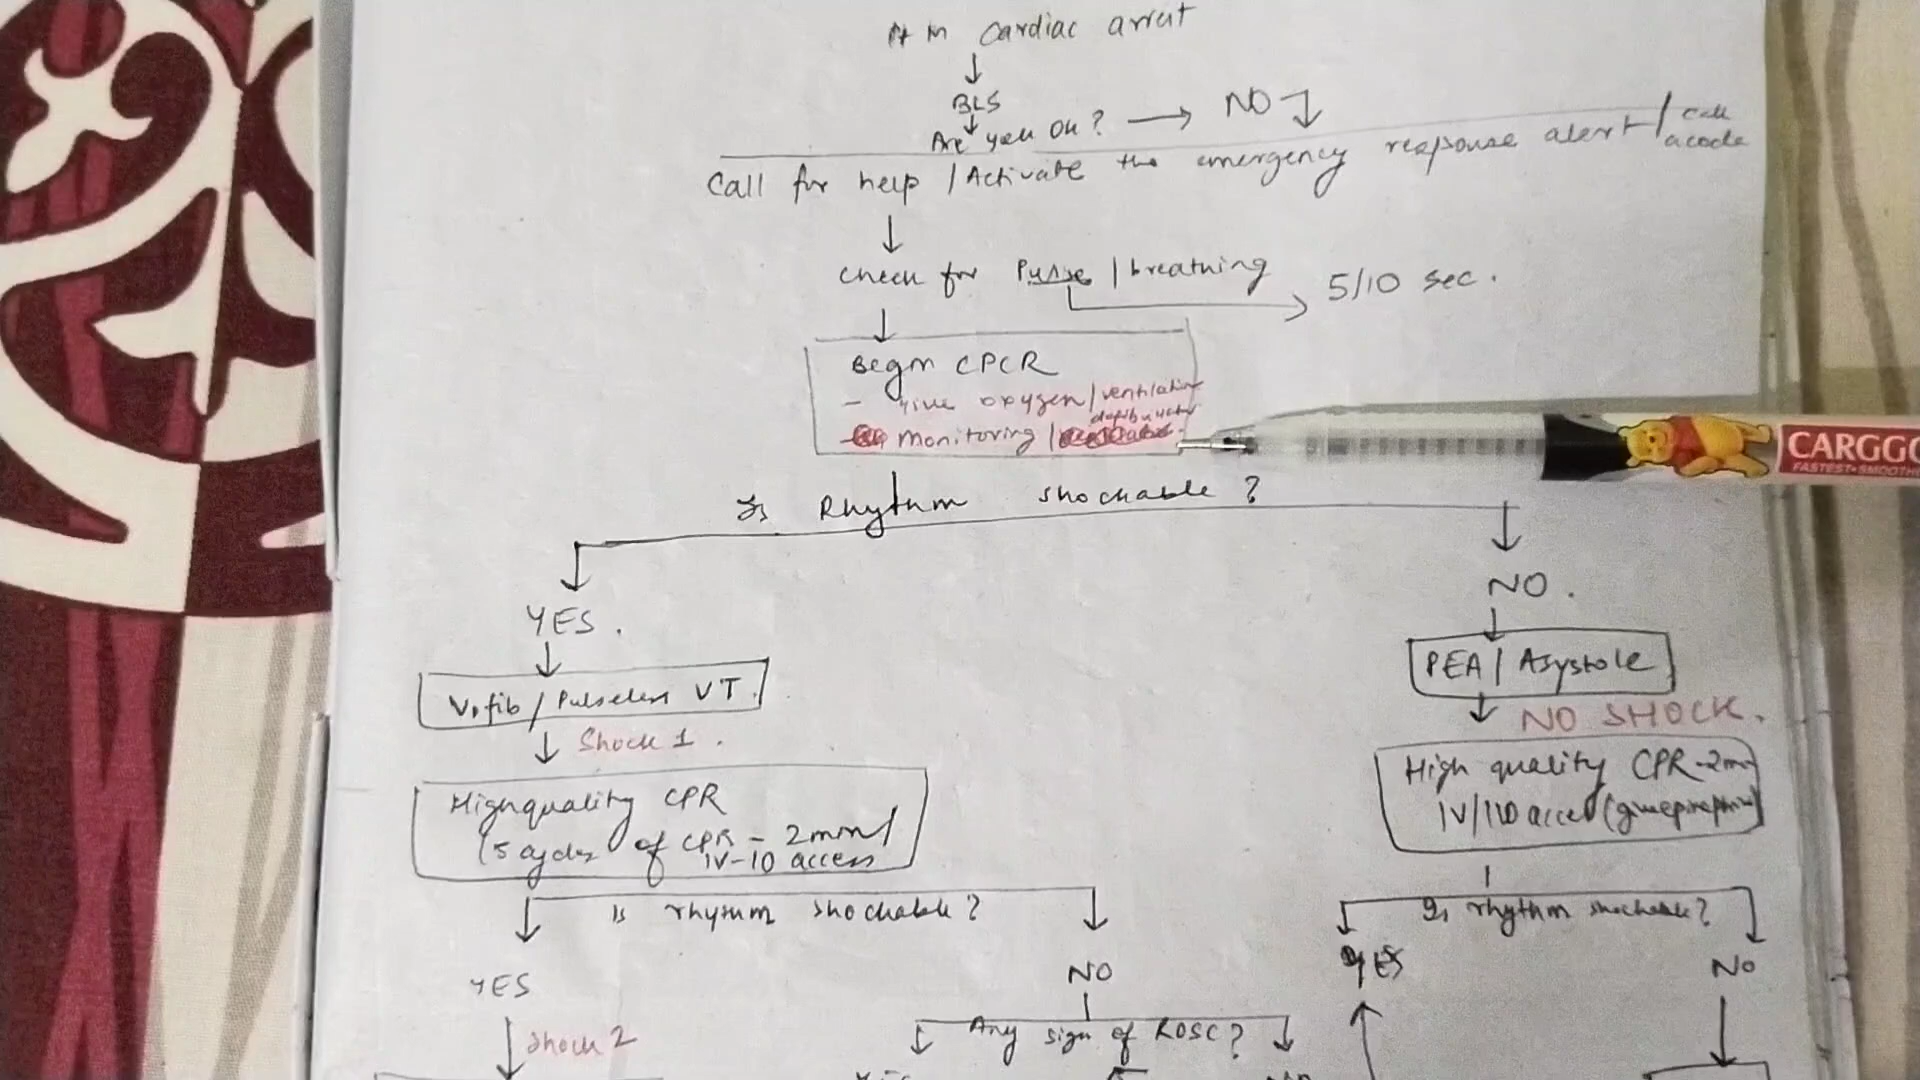 Cardiac arrest
BLS
Are you OK? → NO
Call for help / Activate the emergency response alert / call a code
check for Pulse / breathing → 5/10 sec.
Begin CPCR
- give oxygen / ventilation
- Monitoring / defibrillator
Is Rhythm shockable?
YES.
NO.
V.fib / Pulseless VT.
PEA / Asystole
Shock 1.
NO SHOCK.
High quality CPR
(5 cycles of CPR - 2min /
IV-IO access
High quality CPR-2min
IV/IO access (give epinephrine)
is rhythm shockable?
Is rhythm shockable?
YES
NO
YES
No
Shock 2
Any sign of ROSC?
CARGGO
FASTEST•SMOOTH